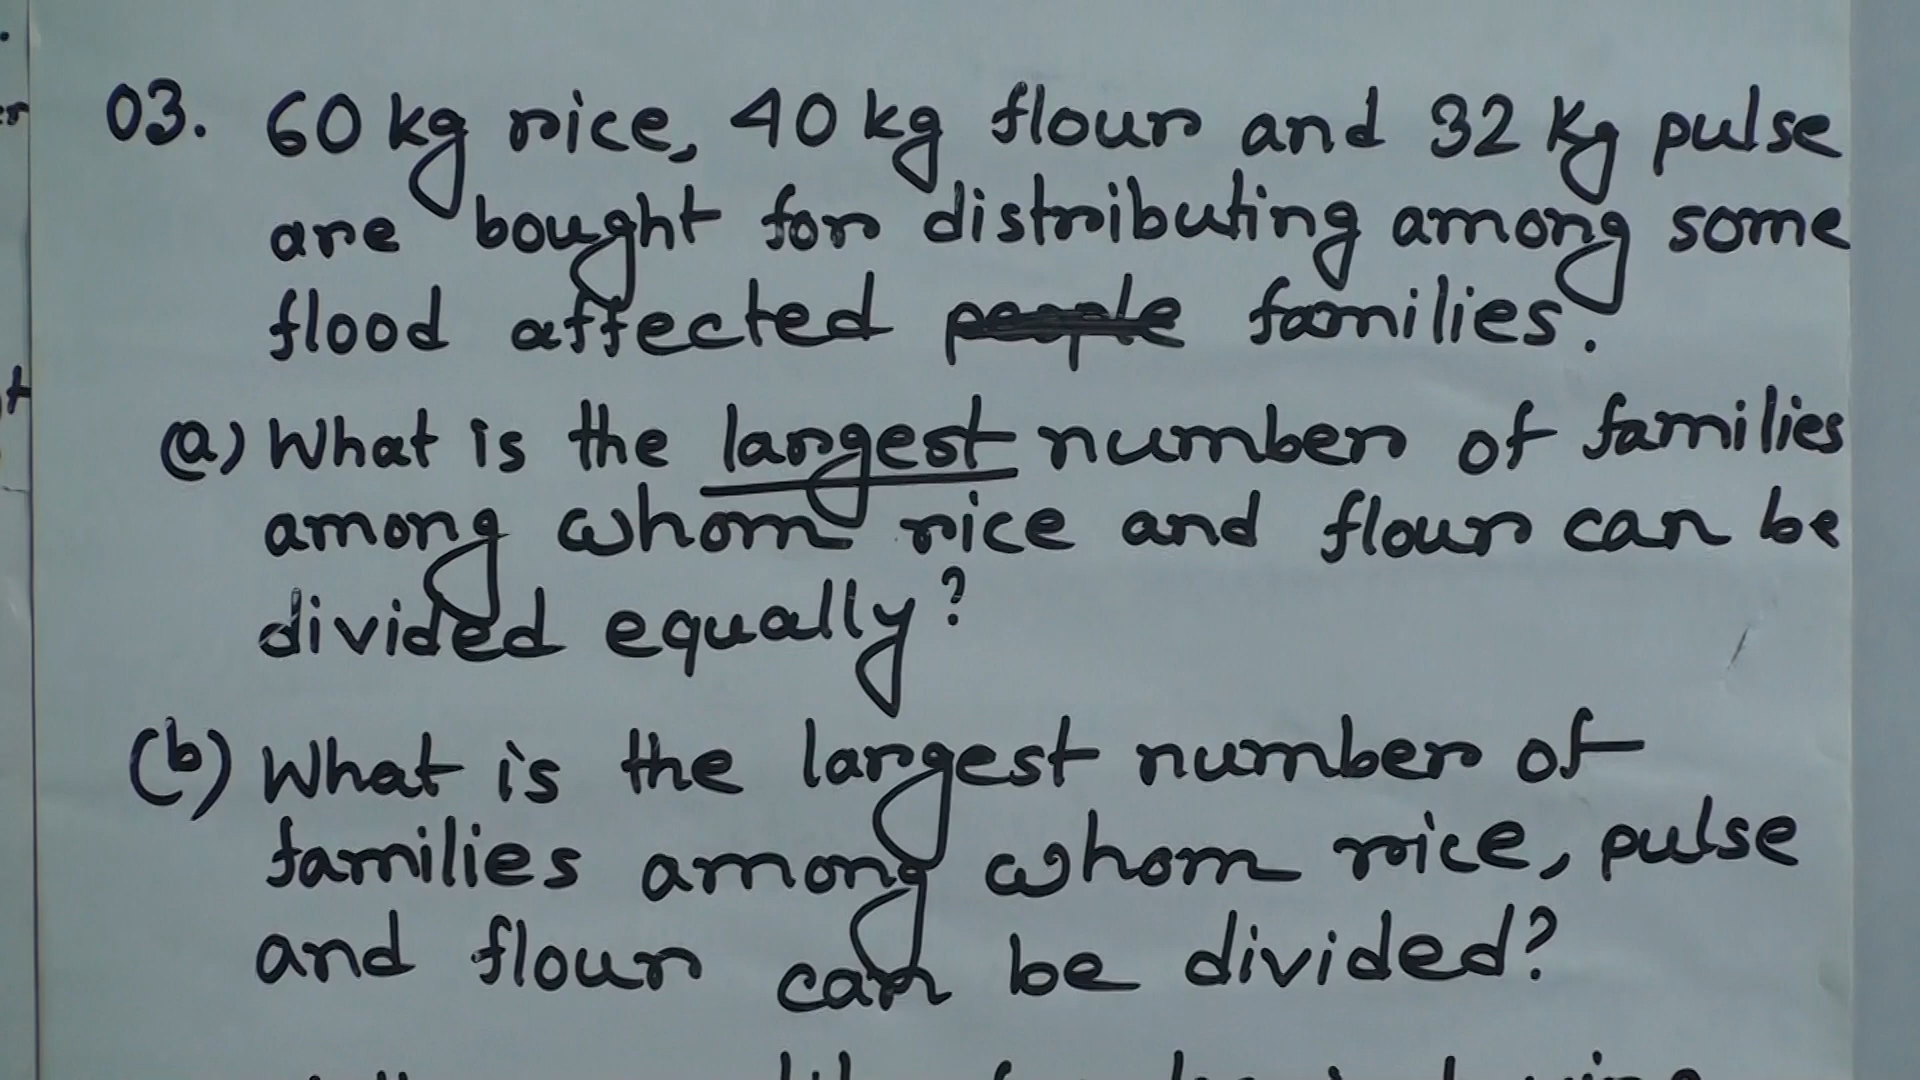 03. 60 kg rice, 40 kg flour and 32 kg pulse
are bought for distributing among some
flood affected people families.
(a) What is the largest number of families
among whom rice and flour can be
divided equally?
(b) What is the largest number of
families among whom rice, pulse
and flour can be divided?